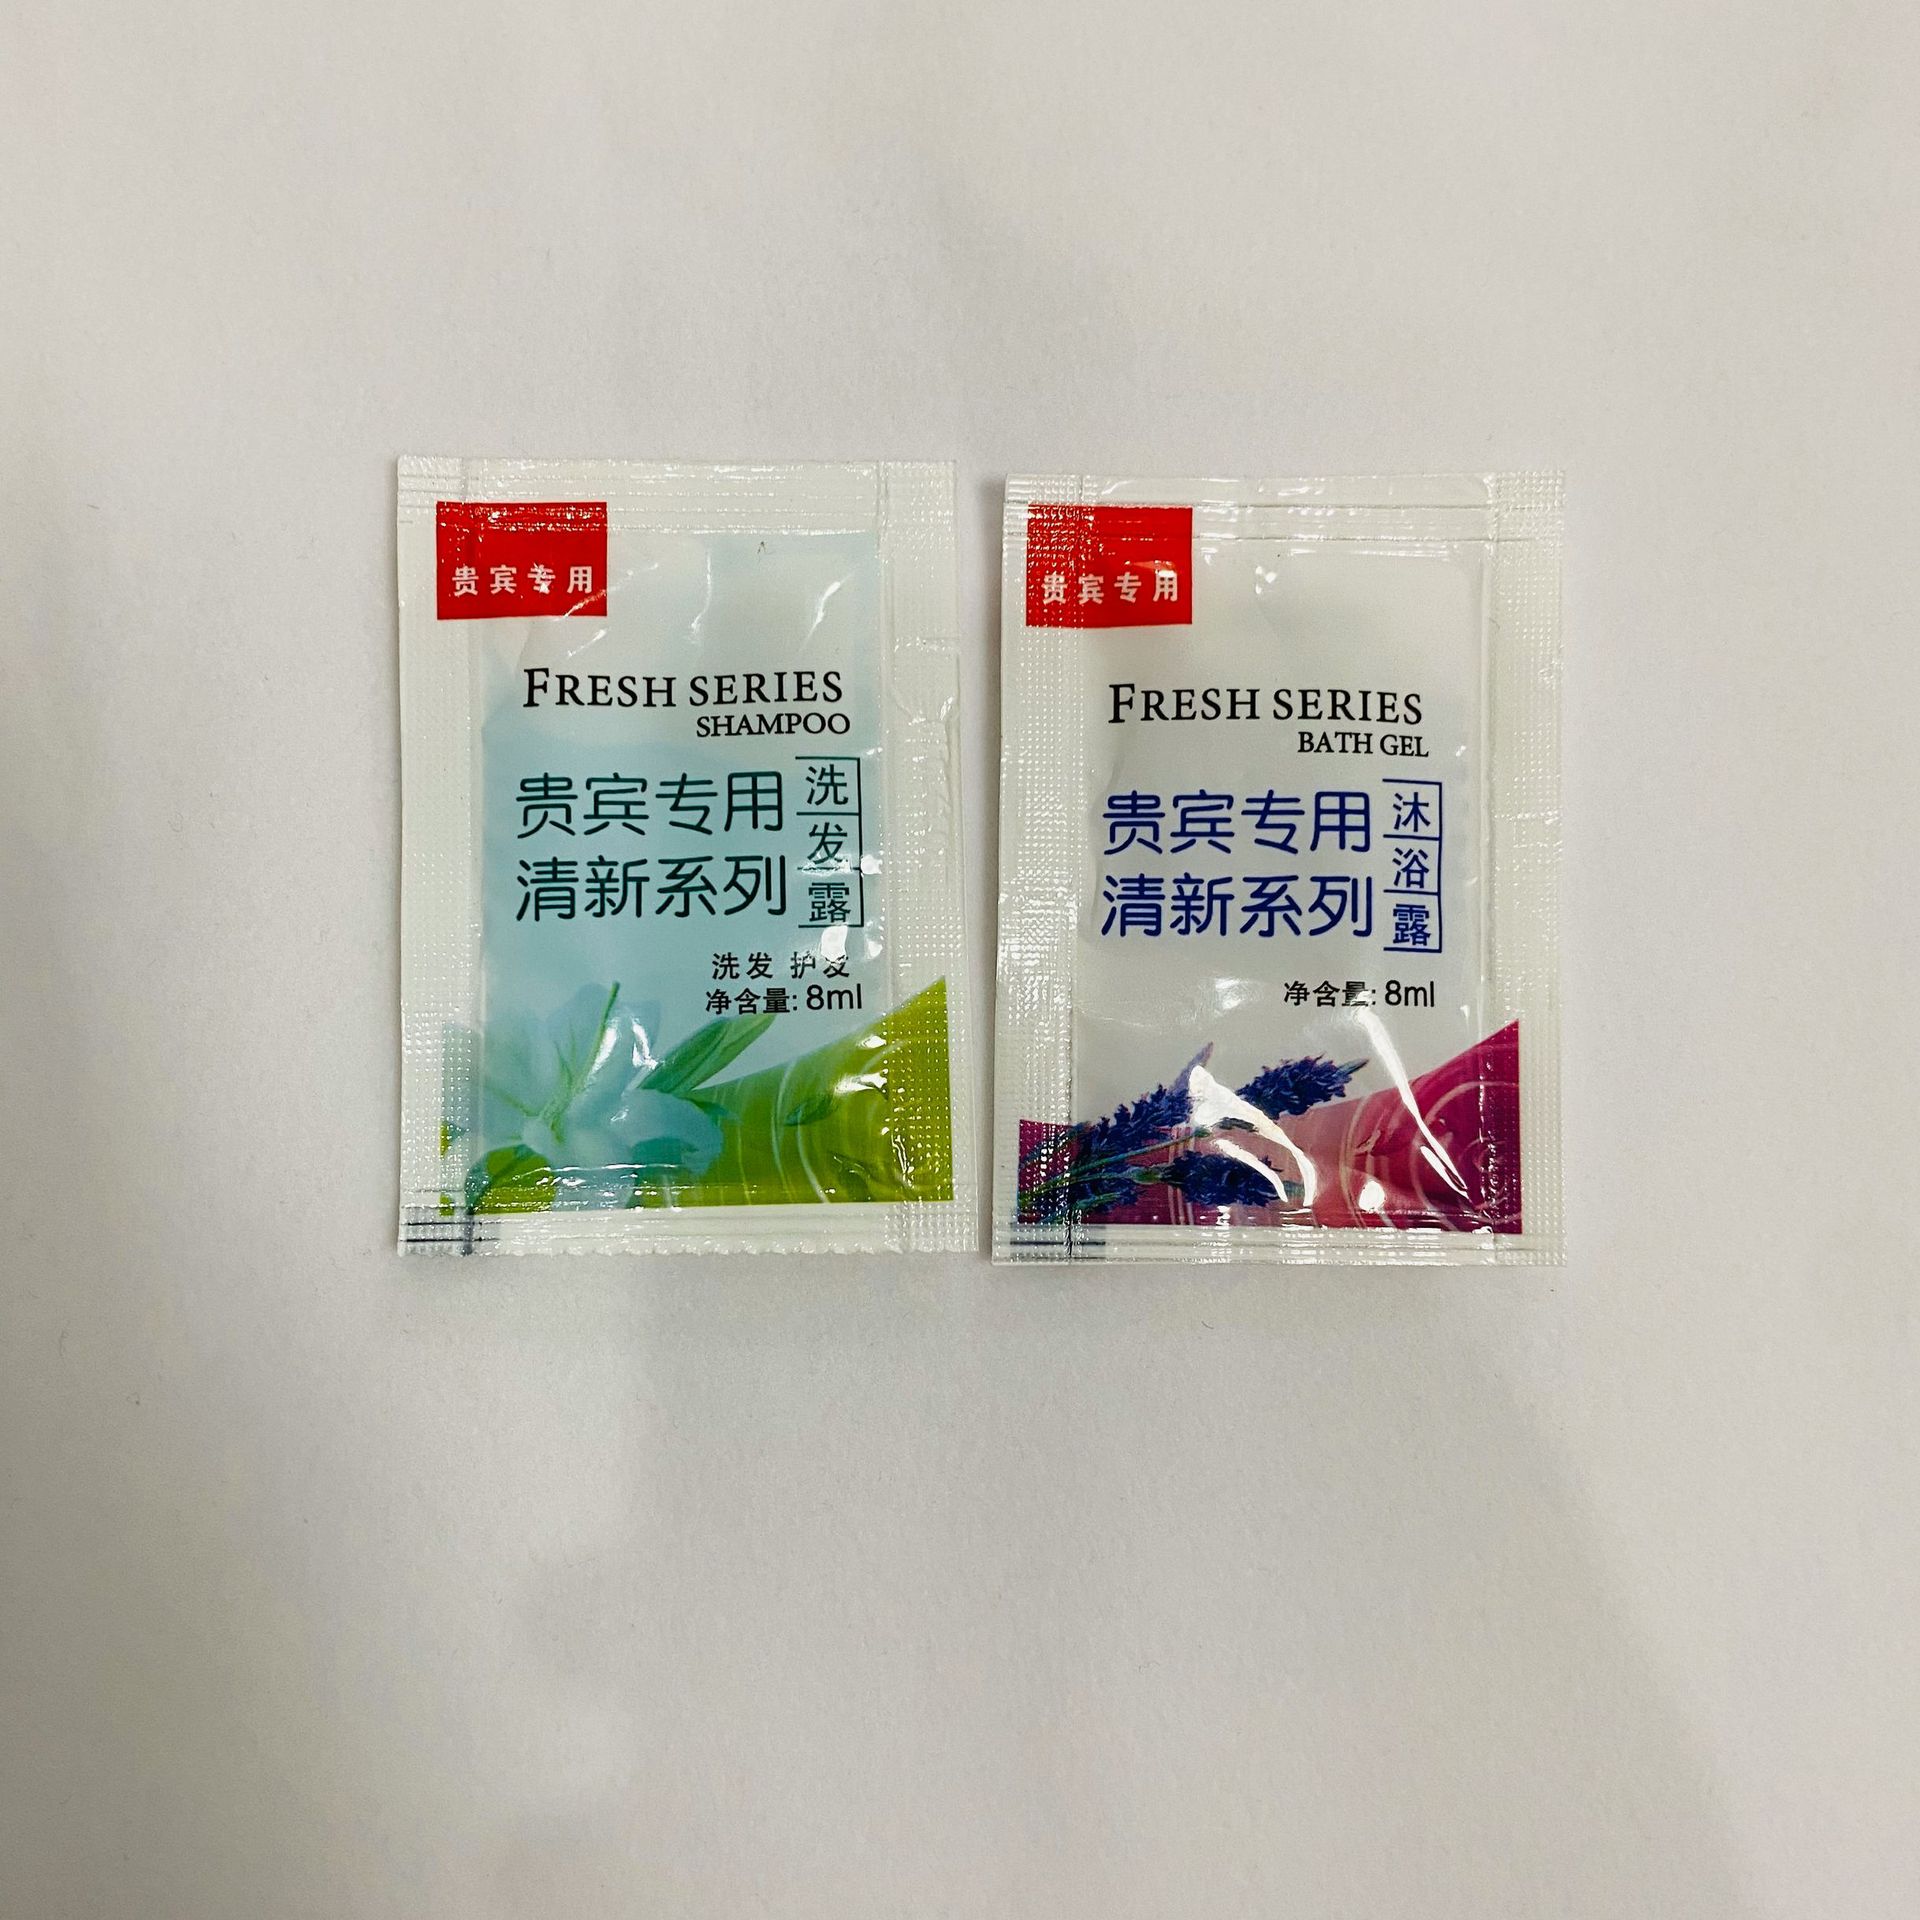 贵宾专用
FRESH SERIES
SHAMPOO
贵宾专用
清新系列
洗发露
洗发 护发
净含量: 8ml
贵宾专用
FRESH SERIES
BATH GEL
贵宾专用
清新系列
沐浴露
净含量: 8ml